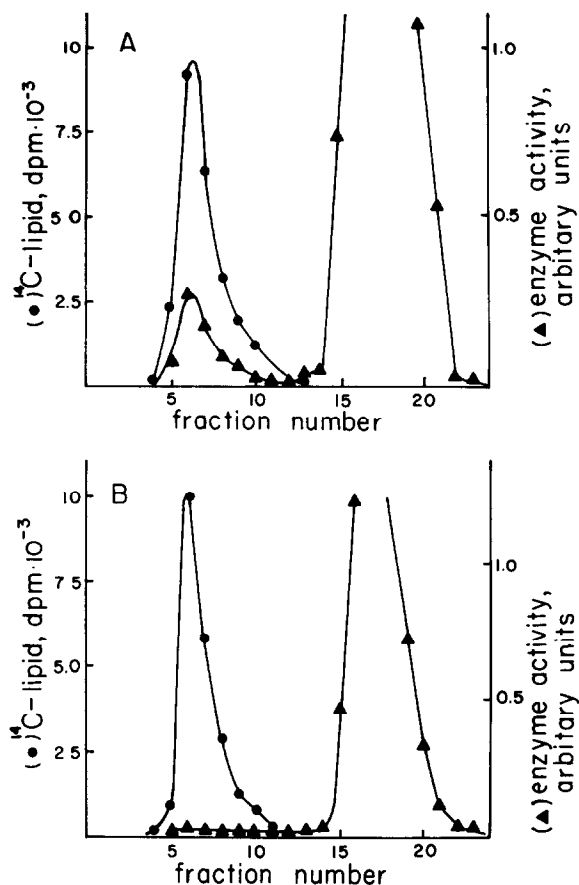 A
10
7.5
5 0
2.5
(●) ¹⁴C-lipid, dpm·10⁻³
1.0
0.5
(▲) enzyme activity,
arbitrary
units
5 10 15 20
fraction number
B
10
7 5
5.0
2 5
(●) ¹⁴C-lipid, dpm·10⁻³
1.0
0.5
(▲) enzyme activity,
arbitrary
units
5 10 15 20
fraction number